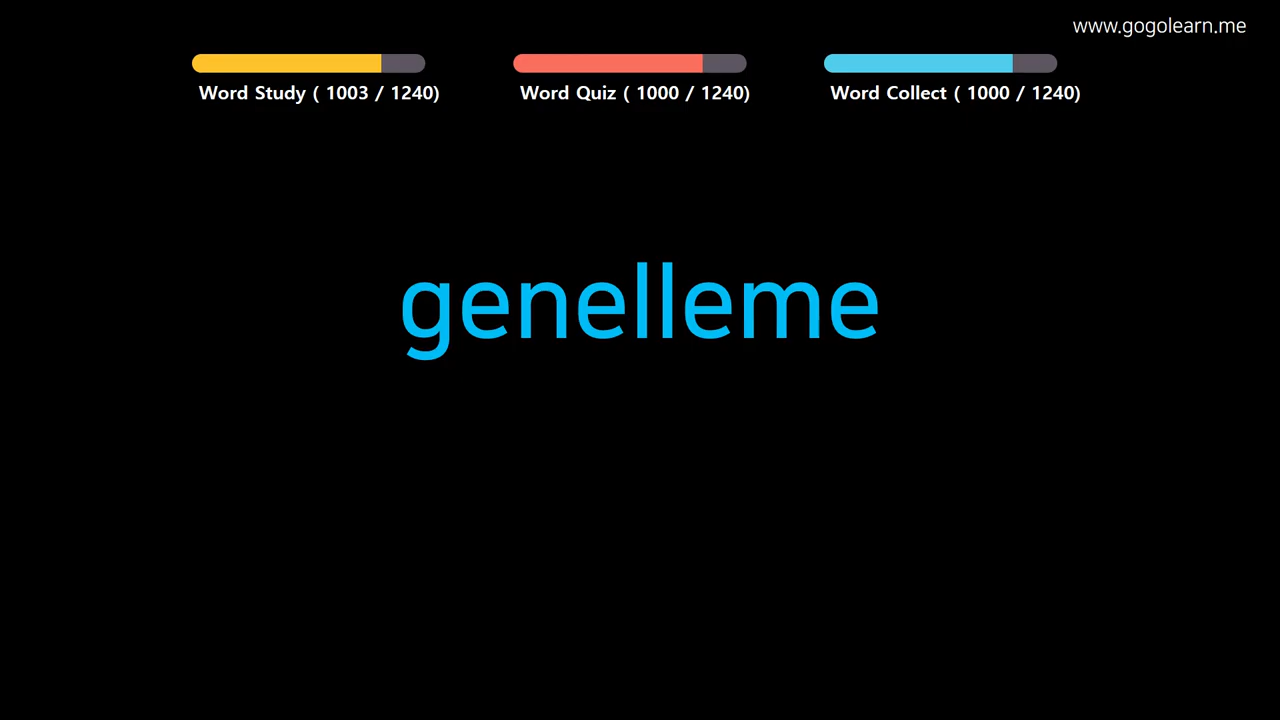 www.gogolearn.me
Word Study ( 1003 / 1240)
Word Quiz ( 1000 / 1240)
Word Collect ( 1000 / 1240)
genelleme